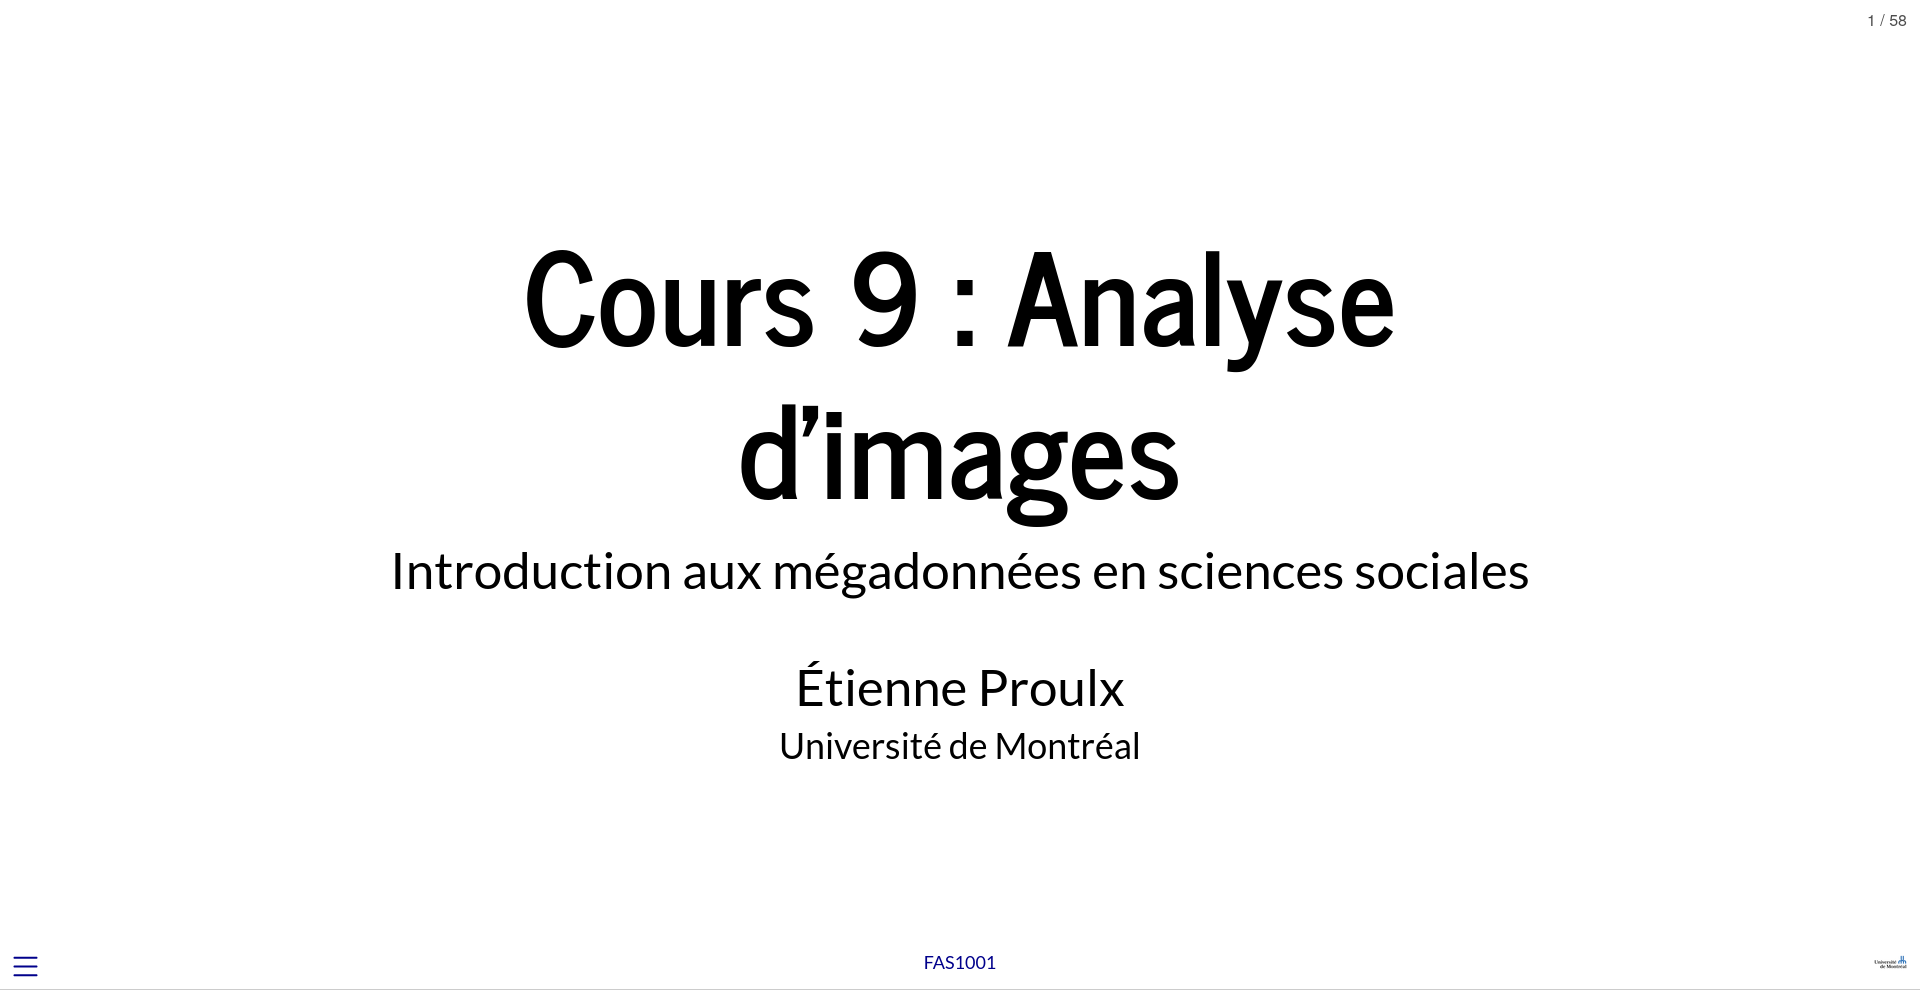 1 / 58
Cours 9 : Analyse
d’images
Introduction aux mégadonnées en sciences sociales
Étienne Proulx
Université de Montréal
FAS1001
Université
de Montréal